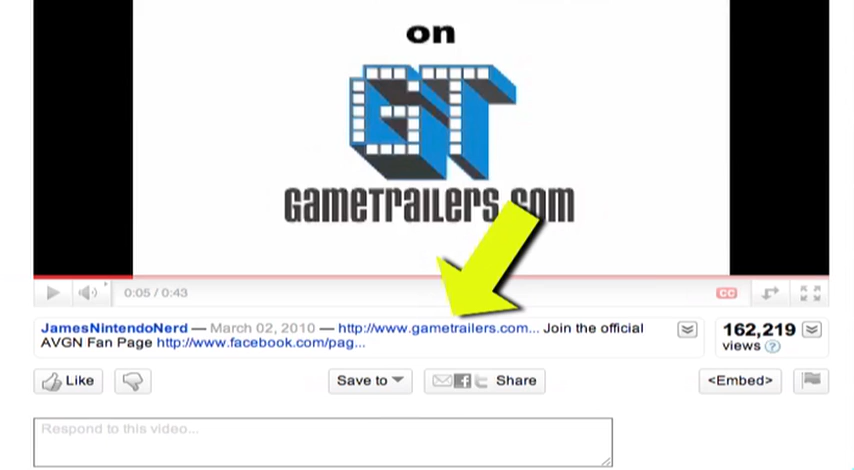 on
GT
GAMETRAILERS.COM
0:05 / 0:43
CC
JamesNintendoNerd — March 02, 2010 — http://www.gametrailers.com... Join the official
AVGN Fan Page http://www.facebook.com/pag...
162,219
views ?
Like
Save to
f t Share
<Embed>
Respond to this video...